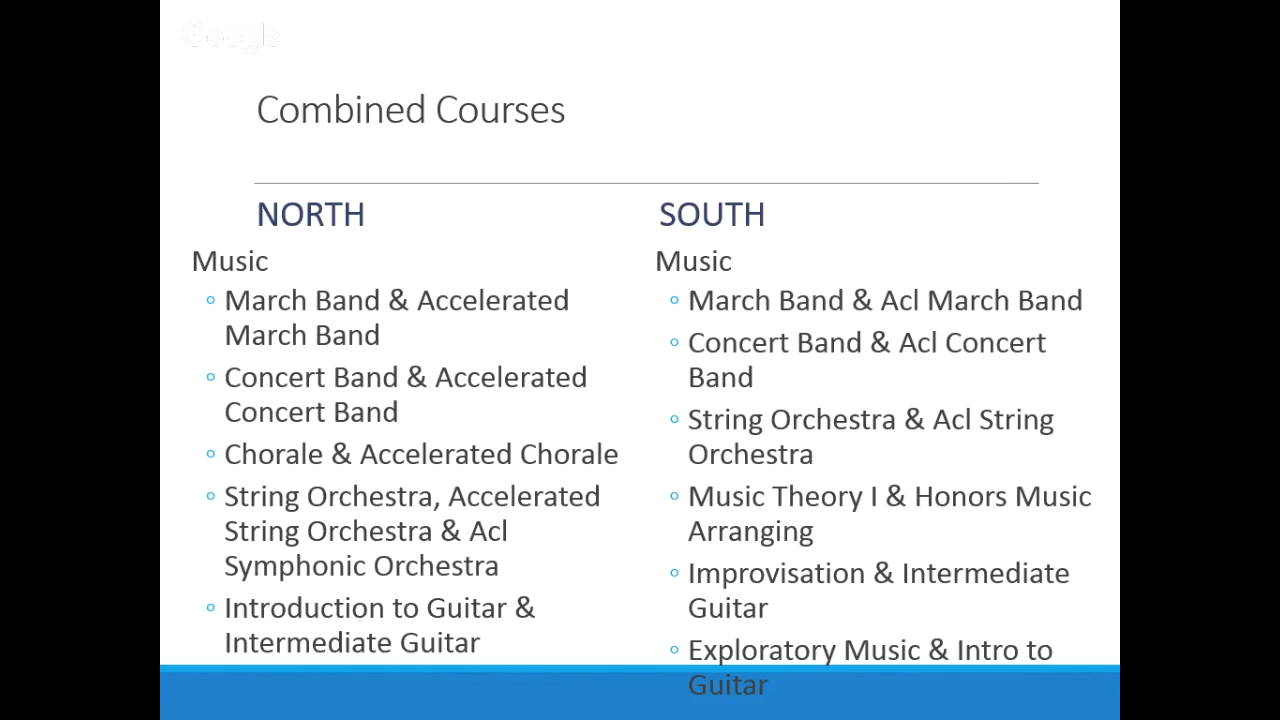 Google
Combined Courses
NORTH
Music
◦ March Band & Accelerated
March Band
◦ Concert Band & Accelerated
Concert Band
◦ Chorale & Accelerated Chorale
◦ String Orchestra, Accelerated
String Orchestra & Acl
Symphonic Orchestra
◦ Introduction to Guitar &
Intermediate Guitar
SOUTH
Music
◦ March Band & Acl March Band
◦ Concert Band & Acl Concert
Band
◦ String Orchestra & Acl String
Orchestra
◦ Music Theory I & Honors Music
Arranging
◦ Improvisation & Intermediate
Guitar
◦ Exploratory Music & Intro to
Guitar